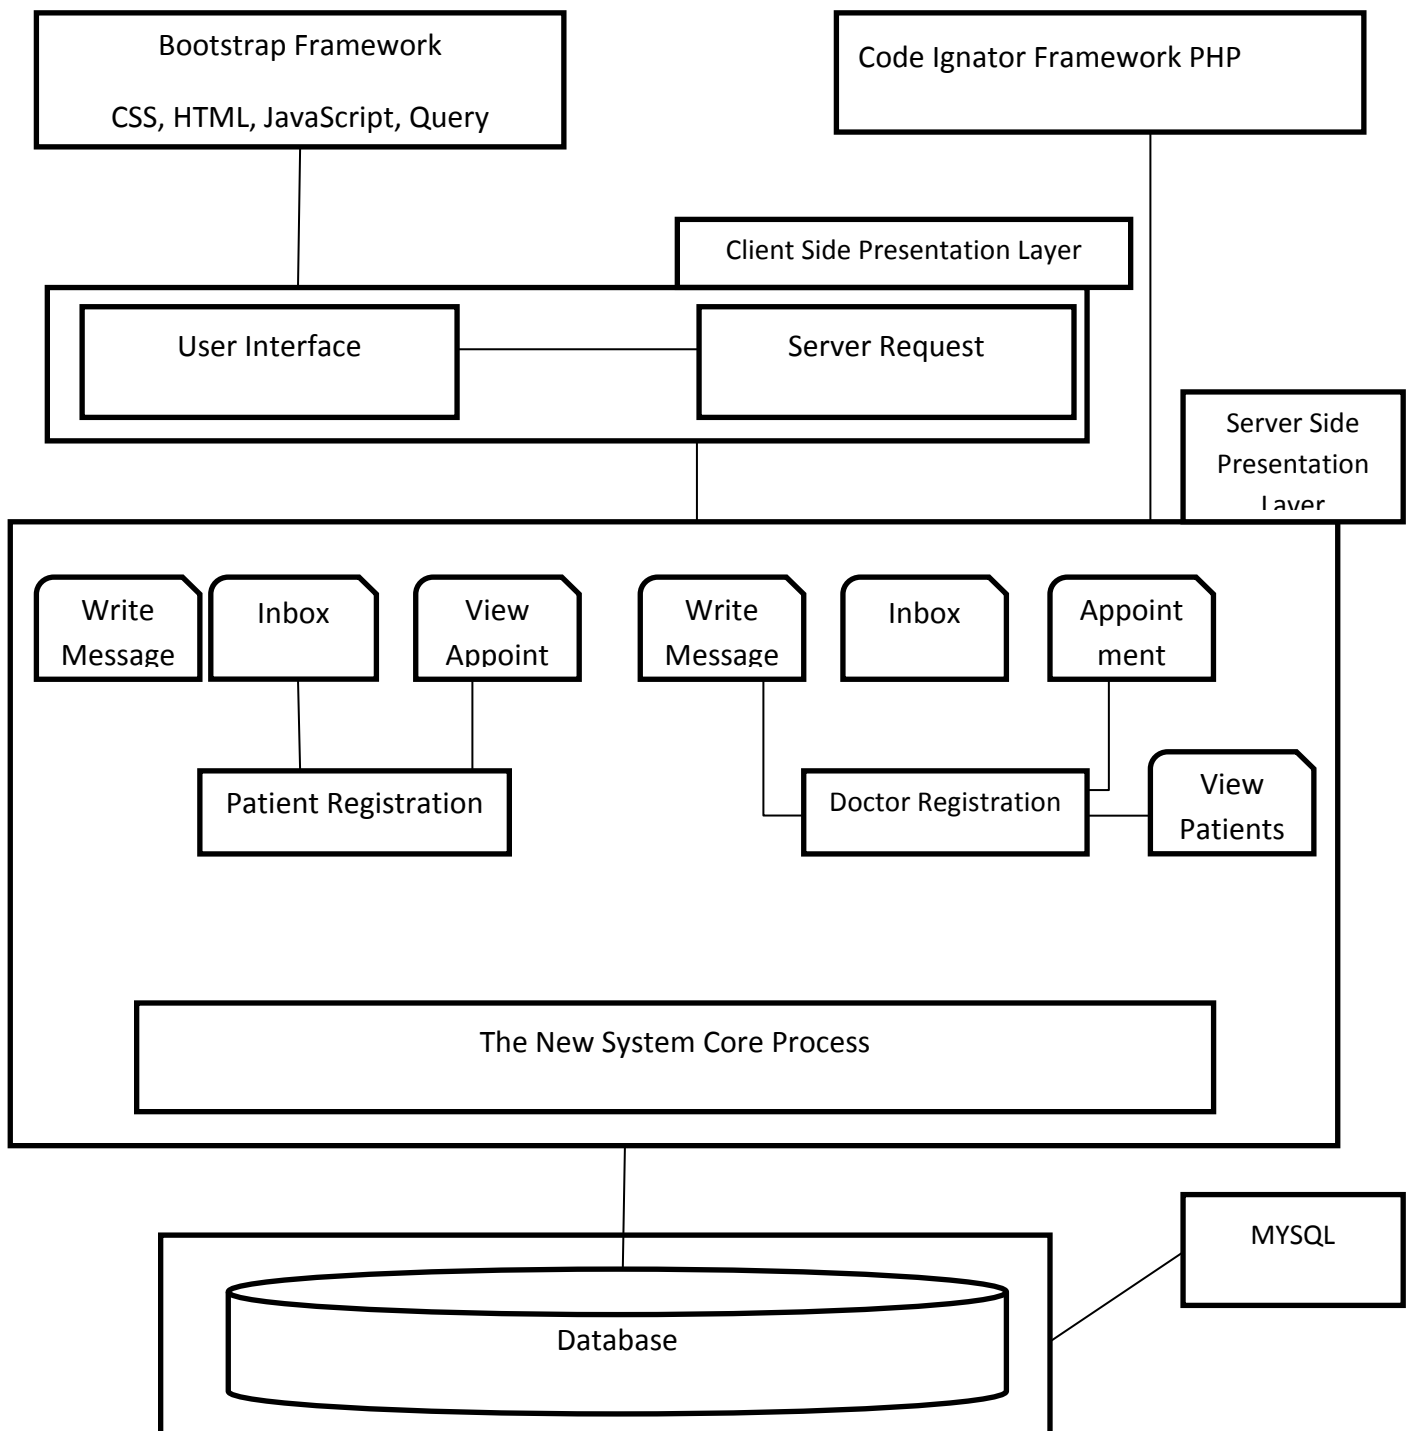 Bootstrap Framework
CSS, HTML, JavaScript, Query
Code Ignator Framework PHP
Client Side Presentation Layer
User Interface
Server Request
Server Side
Presentation
Layer
Write
Message
Inbox
View
Appoint
Write
Message
Inbox
Appoint
ment
Patient Registration
Doctor Registration
View
Patients
The New System Core Process
MYSQL
Database